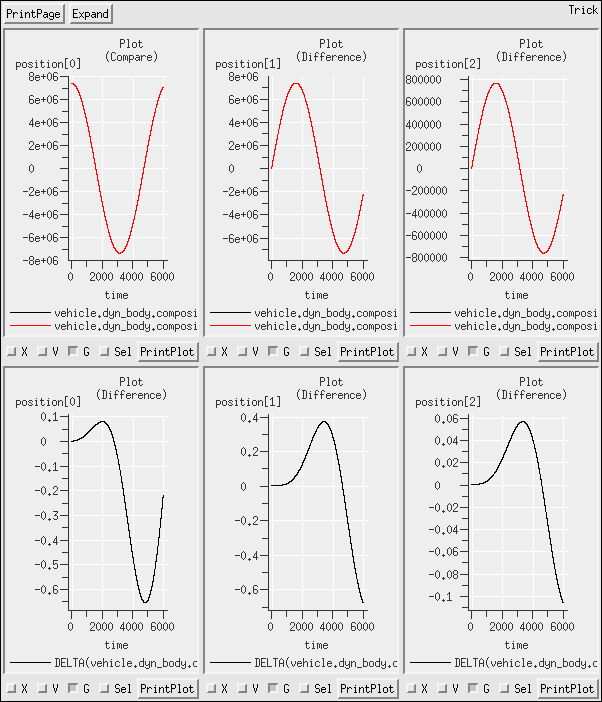 PrintPage Expand Trick
Plot
(Compare)
position[0]
8e+06
6e+06
4e+06
2e+06
0
-2e+06
-4e+06
-6e+06
-8e+06
0 2000 4000 6000
time
vehicle.dyn_body.composi
vehicle.dyn_body.composi
X V G Sel PrintPlot
Plot
(Difference)
position[1]
6e+06
4e+06
2e+06
0
-2e+06
-4e+06
-6e+06
0 2000 4000 6000
time
vehicle.dyn_body.composi
vehicle.dyn_body.composi
X V G Sel PrintPlot
Plot
(Difference)
position[2]
800000
600000
400000
200000
0
-200000
-400000
-600000
-800000
0 2000 4000 6000
time
vehicle.dyn_body.composi
vehicle.dyn_body.composi
X V G Sel PrintPlot
Plot
(Difference)
position[0]
0.1
0
-0.1
-0.2
-0.3
-0.4
-0.5
-0.6
0 2000 4000 6000
time
DELTA(vehicle.dyn_body.c
X V G Sel PrintPlot
Plot
(Difference)
position[1]
0.4
0.2
0
-0.2
-0.4
-0.6
0 2000 4000 6000
time
DELTA(vehicle.dyn_body.c
X V G Sel PrintPlot
Plot
(Difference)
position[2]
0.06
0.04
0.02
0
-0.02
-0.04
-0.06
-0.08
-0.1
0 2000 4000 6000
time
DELTA(vehicle.dyn_body.c
X V G Sel PrintPlot